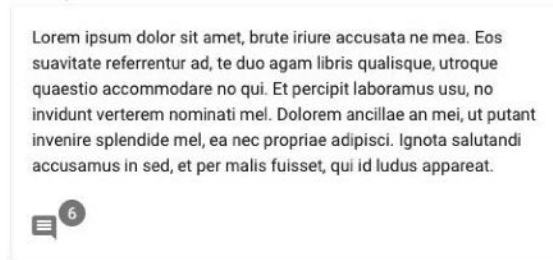 Lorem ipsum dolor sit amet, brute iriure accusata ne mea. Eos
suavitate referrentur ad, te duo agam libris qualisque, utroque
quaestio accommodare no qui. Et percipit laboramus usu, no
invidunt verterem nominati mel. Dolorem ancillae an mei, ut putant
invenire splendide mel, ea nec propriae adipisci. Ignota salutandi
accusamus in sed, et per malis fuisset, qui id ludus appareat.
6